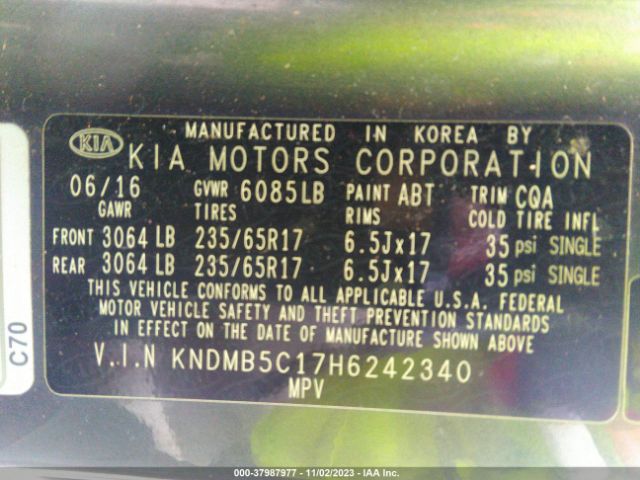 MANUFACTURED IN KOREA BY
KIA KIA MOTORS CORPORATION
06/16 GVWR 6085LB PAINT ABT TRIM CQA
GAWR TIRES RIMS COLD TIRE INFL
FRONT 3064 LB 235/65R17 6.5Jx17 35 psi SINGLE
REAR 3064 LB 235/65R17 6.5Jx17 35 psi SINGLE
THIS VEHICLE CONFORMS TO ALL APPLICABLE U.S.A. FEDERAL
MOTOR VEHICLE SAFETY AND THEFT PREVENTION STANDARDS
IN EFFECT ON THE DATE OF MANUFACTURE SHOWN ABOVE
V.I.N KNDMB5C17H6242340
MPV
C70
000-37987977 - 11/02/2023 - IAA Inc.